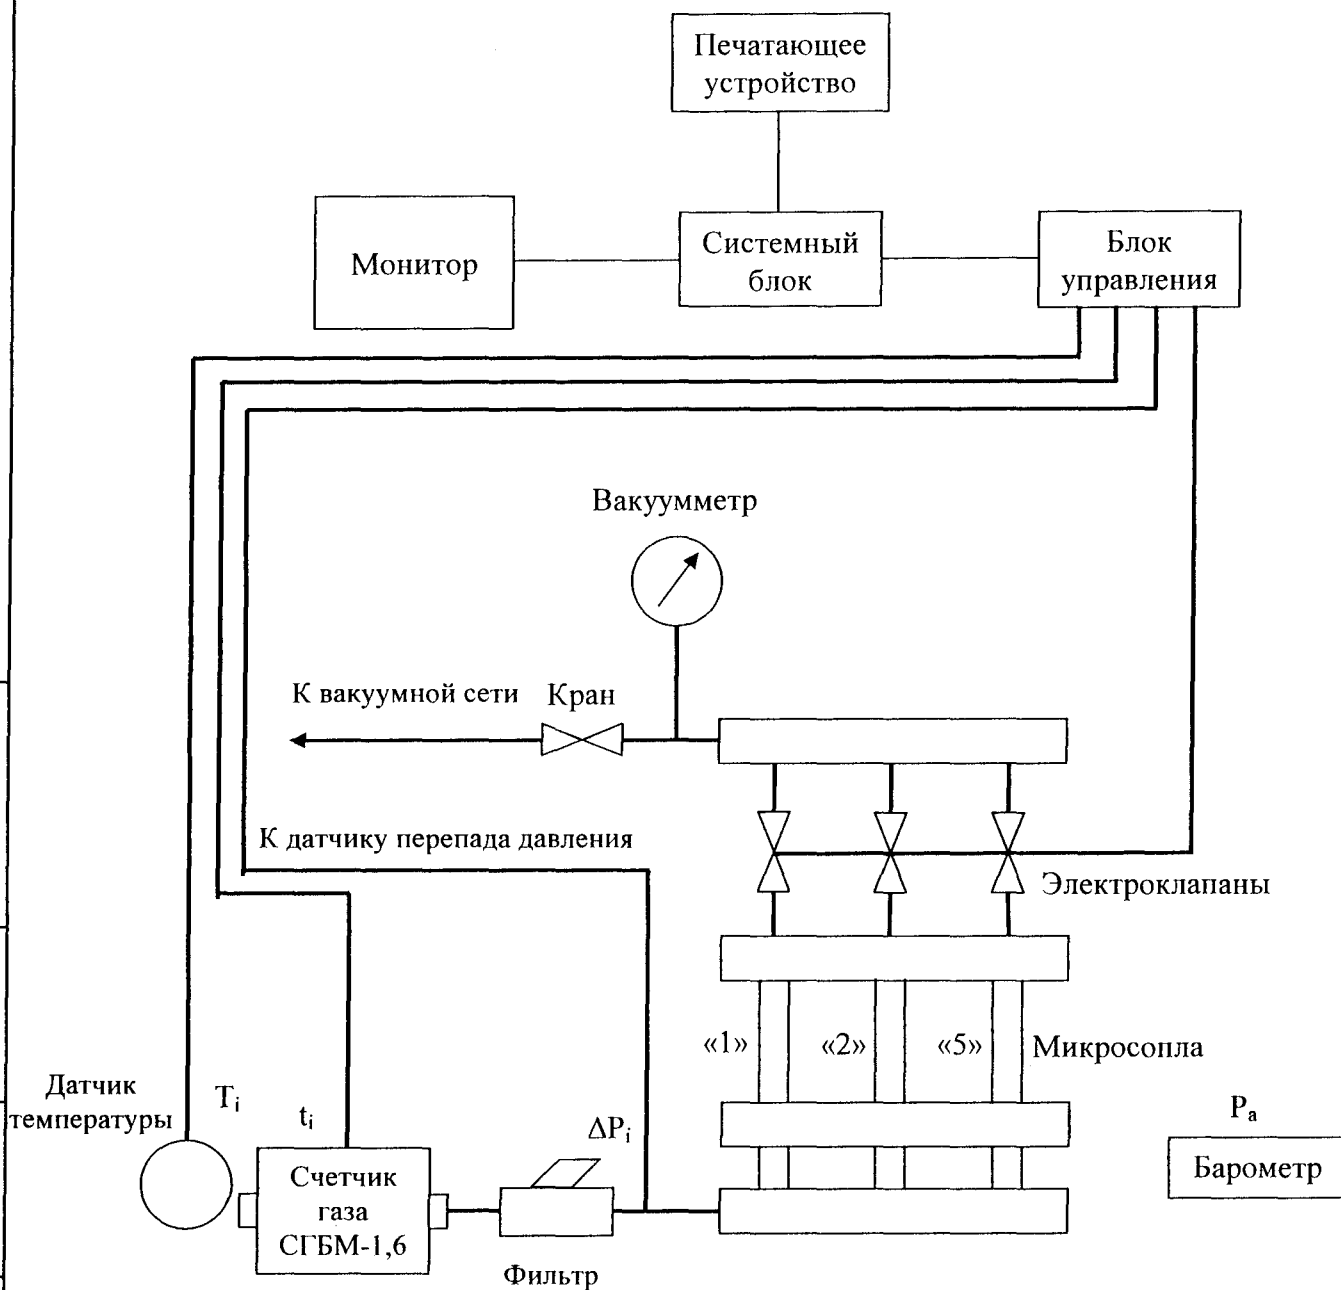 Печатающее
устройство
Монитор
Системный
блок
Блок
управления
Вакуумметр
К вакуумной сети
Кран
К датчику перепада давления
Электроклапаны
«1»
«2»
«5»
Микросопла
Датчик
температуры
Ti
ti
ΔPi
Pa
Счетчик
газа
СГБМ-1,6
Барометр
Фильтр